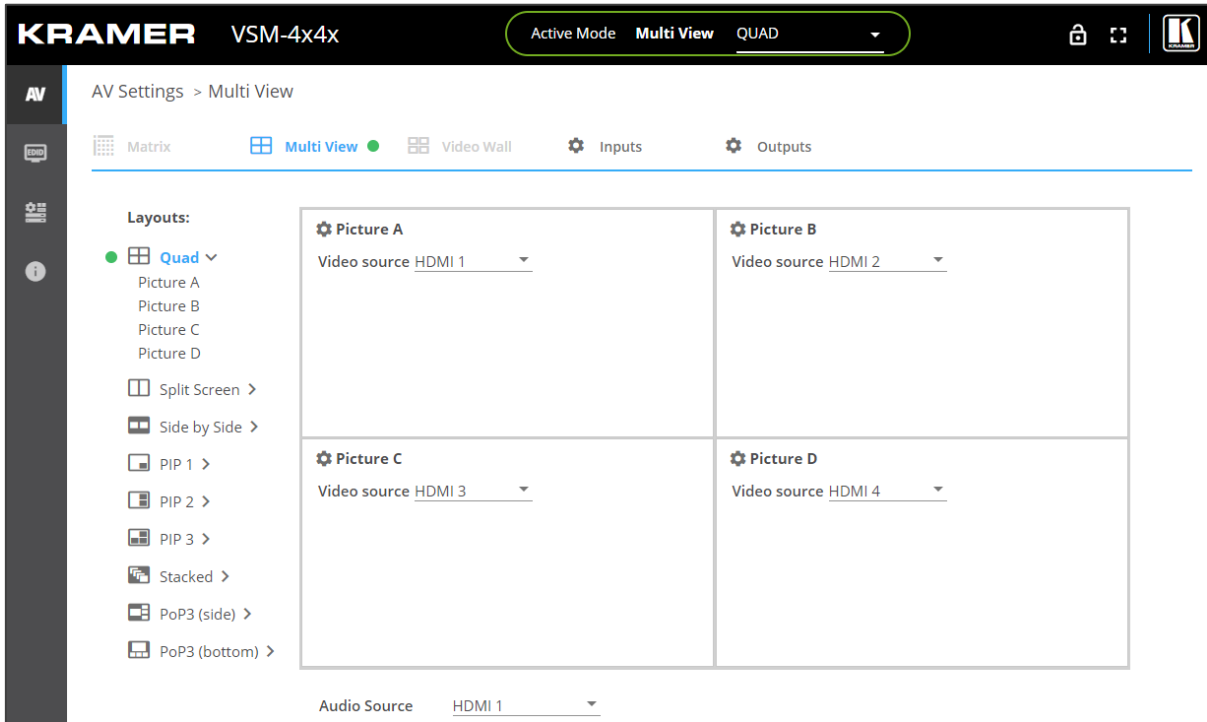 KRAMER VSM-4x4x Active Mode Multi View QUAD
KRAMER
AV
AV Settings > Multi View
EDID
Matrix Multi View Video Wall Inputs Outputs
Layouts:
Quad
Picture A
Picture B
Picture C
Picture D
Split Screen
Side by Side
PIP 1
PIP 2
PIP 3
Stacked
PoP3 (side)
PoP3 (bottom)
Picture A
Video source HDMI 1
Picture B
Video source HDMI 2
Picture C
Video source HDMI 3
Picture D
Video source HDMI 4
Audio Source HDMI 1